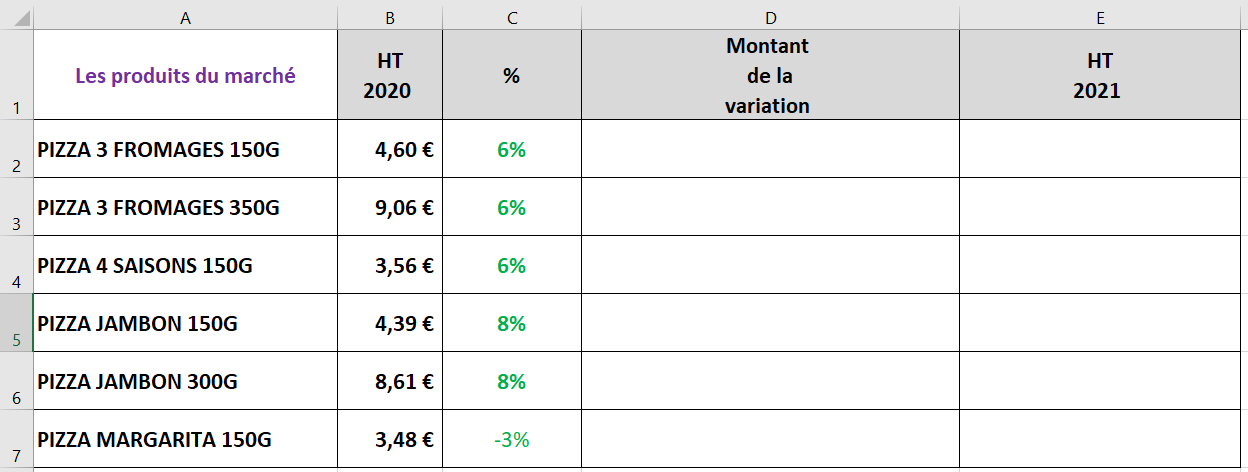 A B C D E
1 Les produits du marché HT 2020 % Montant de la variation HT 2021
2 PIZZA 3 FROMAGES 150G 4,60 € 6%
3 PIZZA 3 FROMAGES 350G 9,06 € 6%
4 PIZZA 4 SAISONS 150G 3,56 € 6%
5 PIZZA JAMBON 150G 4,39 € 8%
6 PIZZA JAMBON 300G 8,61 € 8%
7 PIZZA MARGARITA 150G 3,48 € -3%